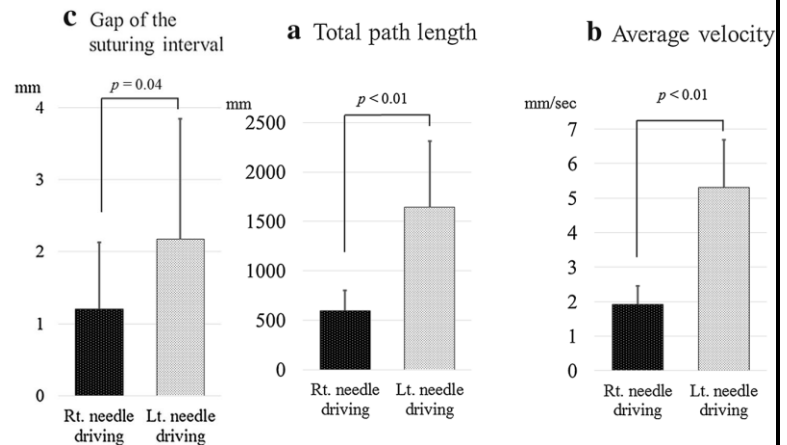 c Gap of the
suturing interval
mm
p = 0.04
4
3
2
1
0
Rt. needle
driving
Lt. needle
driving
a Total path length
mm
p < 0.01
2500
2000
1500
1000
500
0
Rt. needle
driving
Lt. needle
driving
b Average velocity
mm/sec
p < 0.01
7
6
5
4
3
2
1
0
Rt. needle
driving
Lt. needle
driving